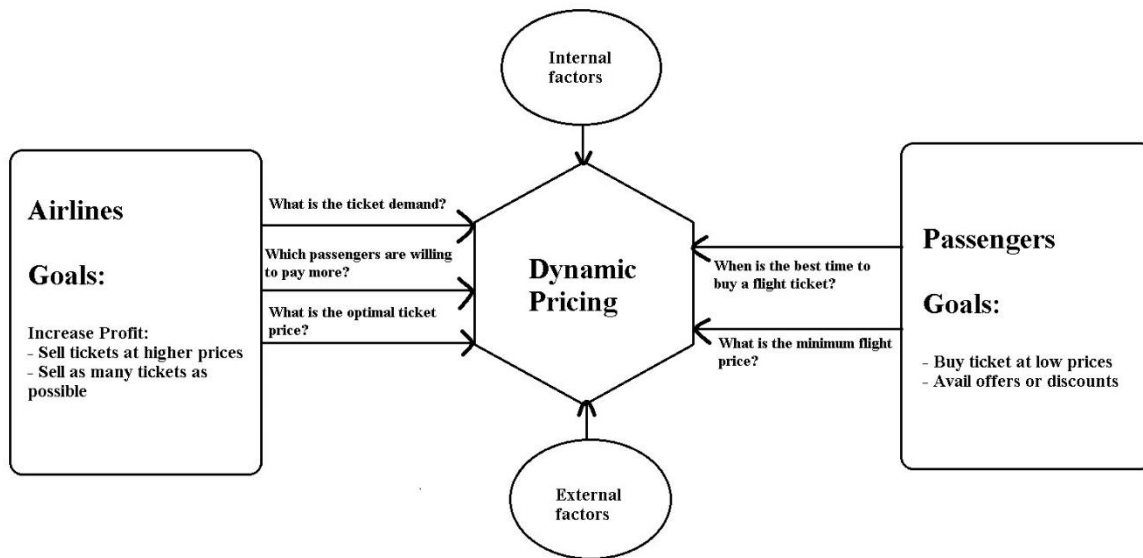 Internal
factors
Airlines
Goals:
Increase Profit:
- Sell tickets at higher prices
- Sell as many tickets as
possible
What is the ticket demand?
Which passengers are willing
to pay more?
What is the optimal ticket
price?
Dynamic
Pricing
When is the best time to
buy a flight ticket?
What is the minimum flight
price?
Passengers
Goals:
- Buy ticket at low prices
- Avail offers or discounts
External
factors